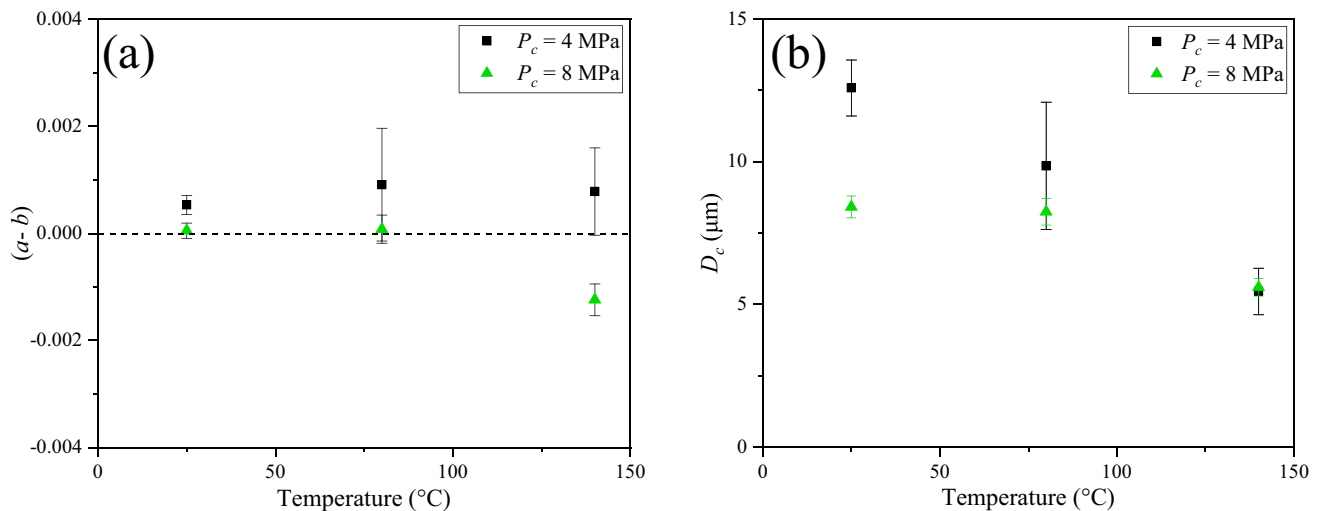 (a)
P_c = 4 MPa
P_c = 8 MPa
0.004
0.002
0.000
-0.002
-0.004
(a- b)
0
50
100
150
Temperature (°C)
(b)
P_c = 4 MPa
P_c = 8 MPa
15
10
5
0
D_c (μm)
0
50
100
150
Temperature (°C)